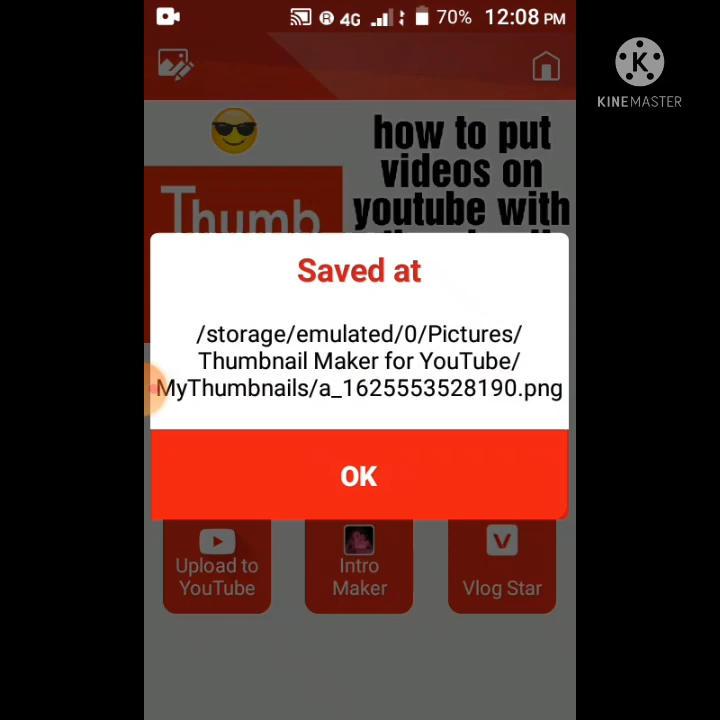 R 4G 70% 12:08 PM
K
KINEMASTER
how to put
videos on
youtube with
Thumb
Saved at
/storage/emulated/0/Pictures/
Thumbnail Maker for YouTube/
MyThumbnails/a_1625553528190.png
OK
Upload to
YouTube
Intro
Maker
V
Vlog Star